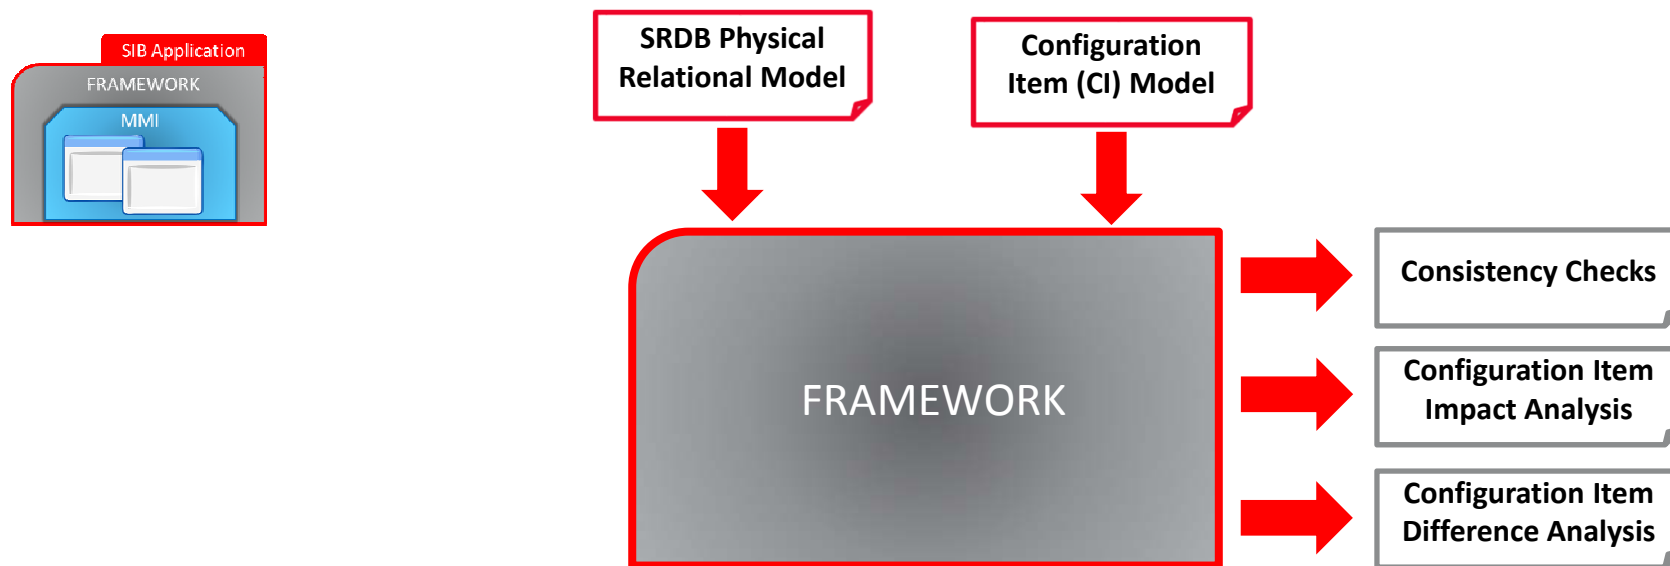 SIB Application
FRAMEWORK
MMI
SRDB Physical
Relational Model
Configuration
Item (CI) Model
FRAMEWORK
Consistency Checks
Configuration Item
Impact Analysis
Configuration Item
Difference Analysis